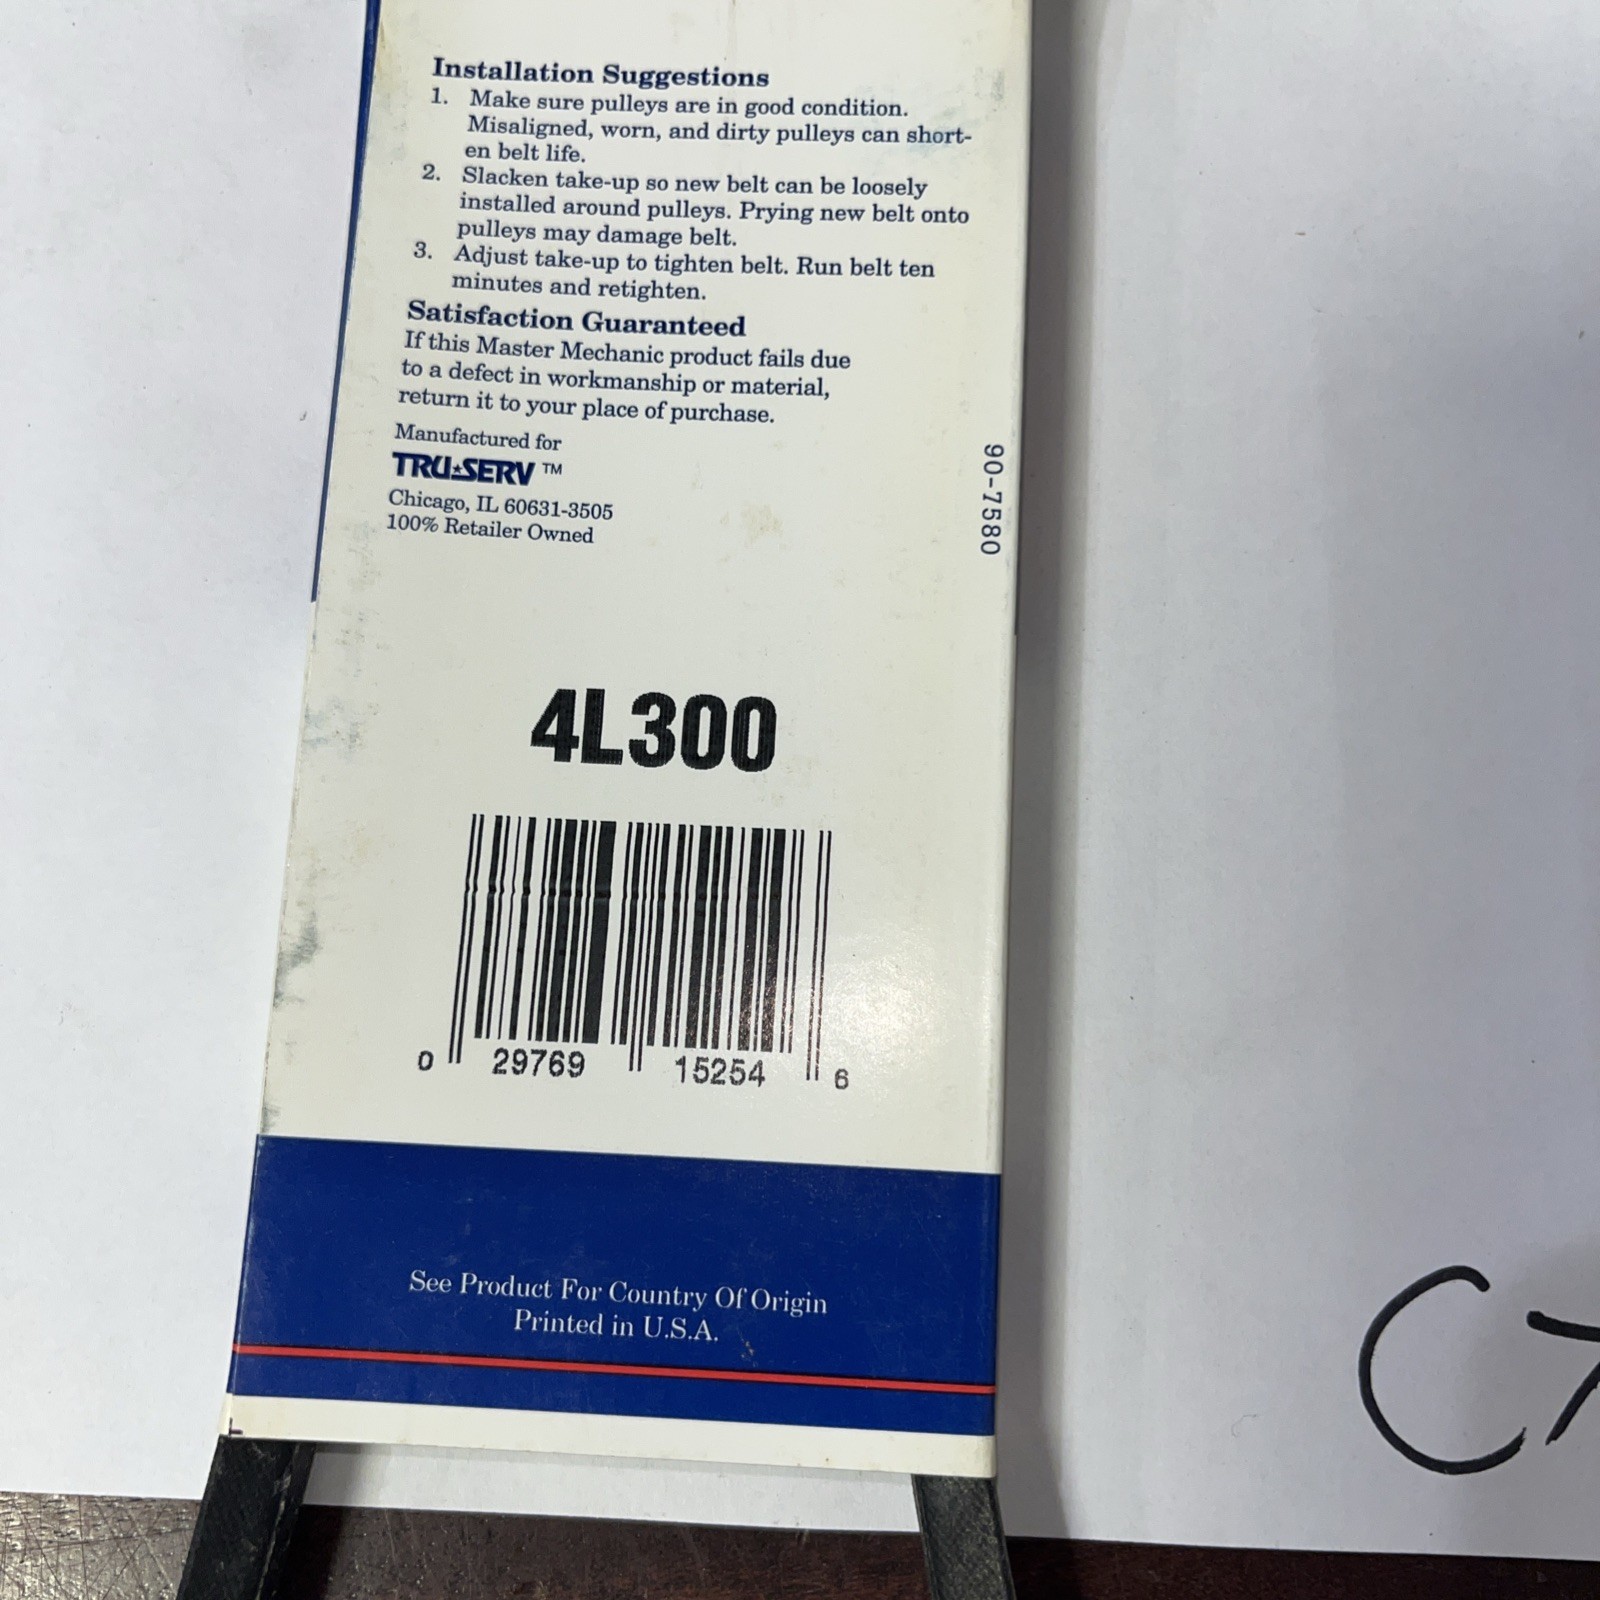 Installation Suggestions
1. Make sure pulleys are in good condition.
Misaligned, worn, and dirty pulleys can short-
en belt life.
2. Slacken take-up so new belt can be loosely
installed around pulleys. Prying new belt onto
pulleys may damage belt.
3. Adjust take-up to tighten belt. Run belt ten
minutes and retighten.
Satisfaction Guaranteed
If this Master Mechanic product fails due
to a defect in workmanship or material,
return it to your place of purchase.
Manufactured for
TRU★SERV™
Chicago, IL 60631-3505
100% Retailer Owned
90-7580
4L300
0 29769 15254 6
See Product For Country Of Origin
Printed in U.S.A.